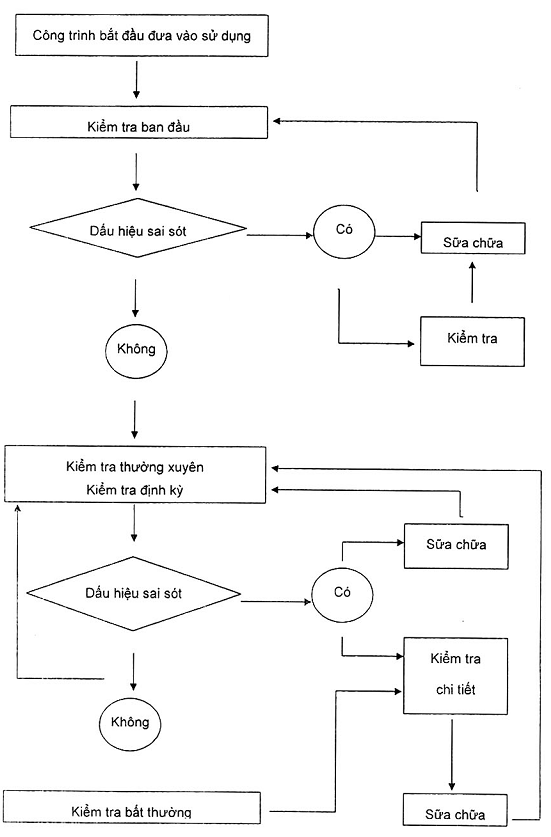 Công trình bắt đầu đưa vào sử dụng
Kiểm tra ban đầu
Dấu hiệu sai sót
Có
Sữa chữa
Kiểm tra
Không
Kiểm tra thường xuyên
Kiểm tra định kỳ
Sữa chữa
Dấu hiệu sai sót
Có
Kiểm tra
chi tiết
Không
Kiểm tra bất thường
Sữa chữa